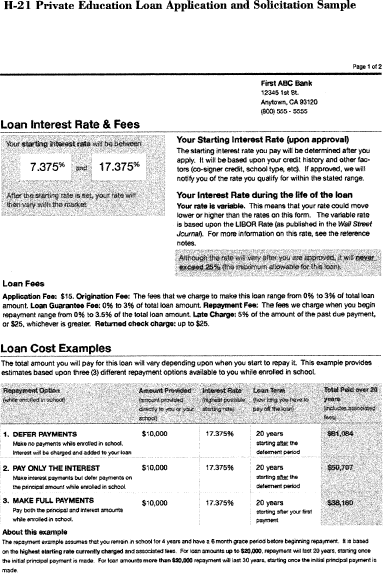 H-21 Private Education Loan Application and Solicitation Sample
Page 1 of 2
First ABC Bank
12345 1st St.
Anytown, CA 93120
(800) 555 - 5555
Loan Interest Rate & Fees
Your starting interest rate will be between
7.375% and 17.375%
After the starting rate is set, your rate will
then vary with the market
Your Starting Interest Rate (upon approval)
The starting interest rate you pay will be determined after you
apply. It will be based upon your credit history and other fac-
tors (co-signer credit, school type, etc). If approved, we will
notify you of the rate you qualify for within the stated range.
Your Interest Rate during the life of the loan
Your rate is variable. This means that your rate could move
lower or higher than the rates on this form. The variable rate
is based upon the LIBOR Rate (as published in the Wall Street
Journal). For more information on this rate, see the reference
notes.
Although the rate will vary after you are approved, it will never
exceed 25% (the maximum allowable for this loan).
Loan Fees
Application Fee: $15. Origination Fee: The fees that we charge to make this loan range from 0% to 3% of total loan
amount. Loan Guarantee Fee: 0% to 3% of total loan amount. Repayment Fee: The fees we charge when you begin
repayment range from 0% to 3.5% of the total loan amount. Late Charge: 5% of the amount of the past due payment,
or $25, whichever is greater. Returned check charge: up to $25.
Loan Cost Examples
The total amount you will pay for this loan will vary depending upon when you start to repay it. This example provides
estimates based upon three (3) different repayment options available to you while enrolled in school.
Repayment Option
(while enrolled in school)
Amount Provided
(amount provided
directly to you or your
school)
Interest Rate
(highest possible
starting rate)
Loan Term
(how long you have to
pay off the loan)
Total Paid over 20
years
(includes associated
fees)
1. DEFER PAYMENTS
Make no payments while enrolled in school.
Interest will be charged and added to your loan
$10,000
17.375%
20 years
starting after the
deferment period
$61,084
2. PAY ONLY THE INTEREST
Make interest payments but defer payments on
the principal amount while enrolled in school.
$10,000
17.375%
20 years
starting after the
deferment period
$50,707
3. MAKE FULL PAYMENTS
Pay both the principal and interest amounts
while enrolled in school.
$10,000
17.375%
20 years
starting after your first
payment
$38,160
About this example
The repayment example assumes that you remain in school for 4 years and have a 6 month grace period before beginning repayment. It is based
on the highest starting rate currently charged and associated fees. For loan amounts up to $20,000, repayment will last 20 years, starting once
the initial principal payment is made. For loan amounts more than $20,000 repayment will last 30 years, starting once the initial principal payment is
made.